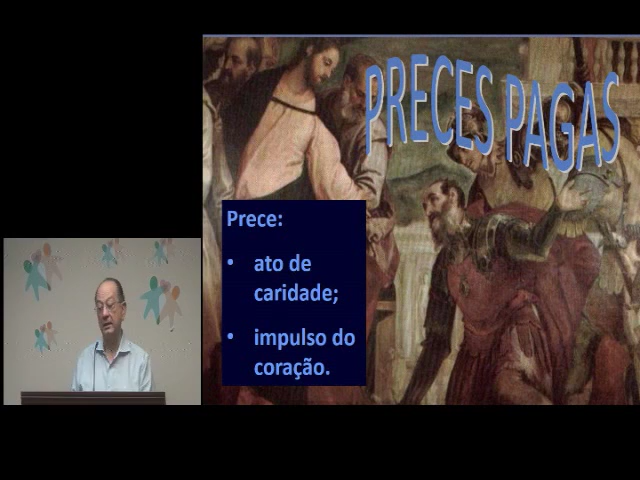 PRECES PAGAS
Prece:
• ato de
caridade;
• impulso do
coração.